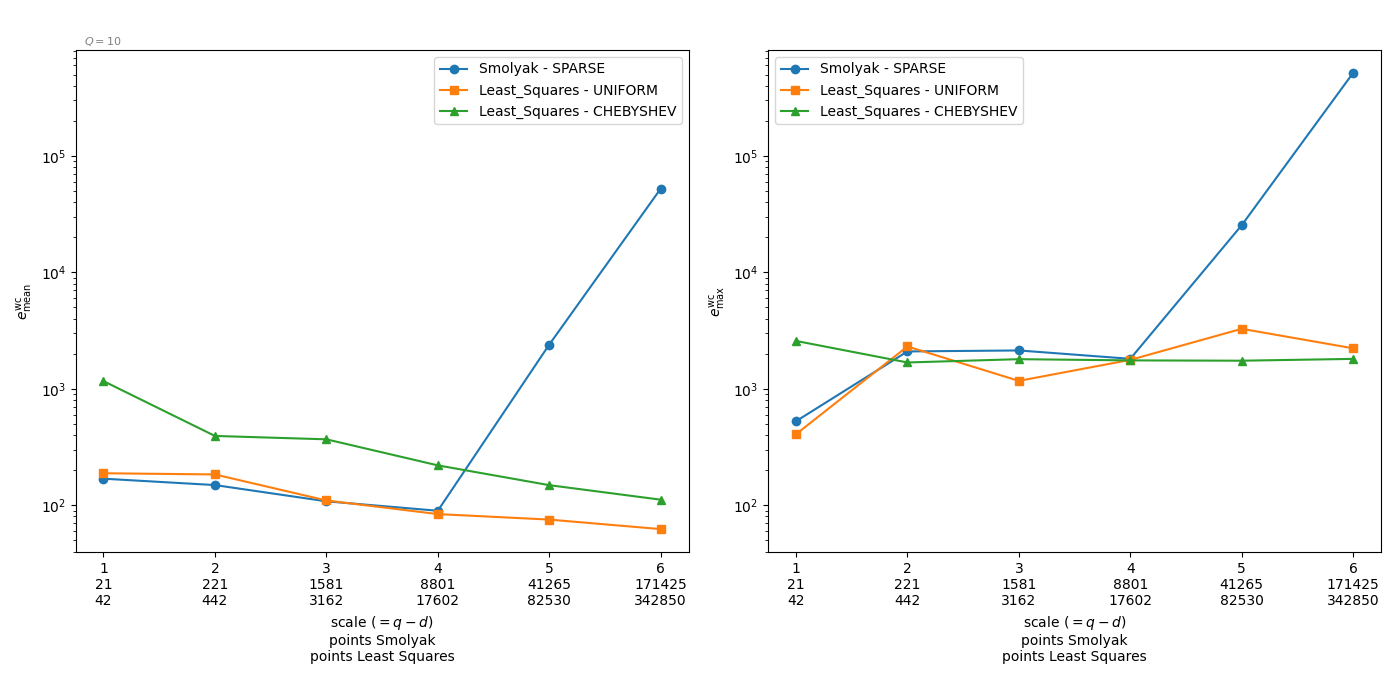 Q = 10
Smolyak - SPARSE
Least_Squares - UNIFORM
Least_Squares - CHEBYSHEV
10^5
10^4
10^3
10^2
e^wc_mean
1 2 3 4 5 6
21 221 1581 8801 41265 171425
42 442 3162 17602 82530 342850
scale (= q − d)
points Smolyak
points Least Squares
Smolyak - SPARSE
Least_Squares - UNIFORM
Least_Squares - CHEBYSHEV
10^5
10^4
10^3
10^2
e^wc_max
1 2 3 4 5 6
21 221 1581 8801 41265 171425
42 442 3162 17602 82530 342850
scale (= q − d)
points Smolyak
points Least Squares